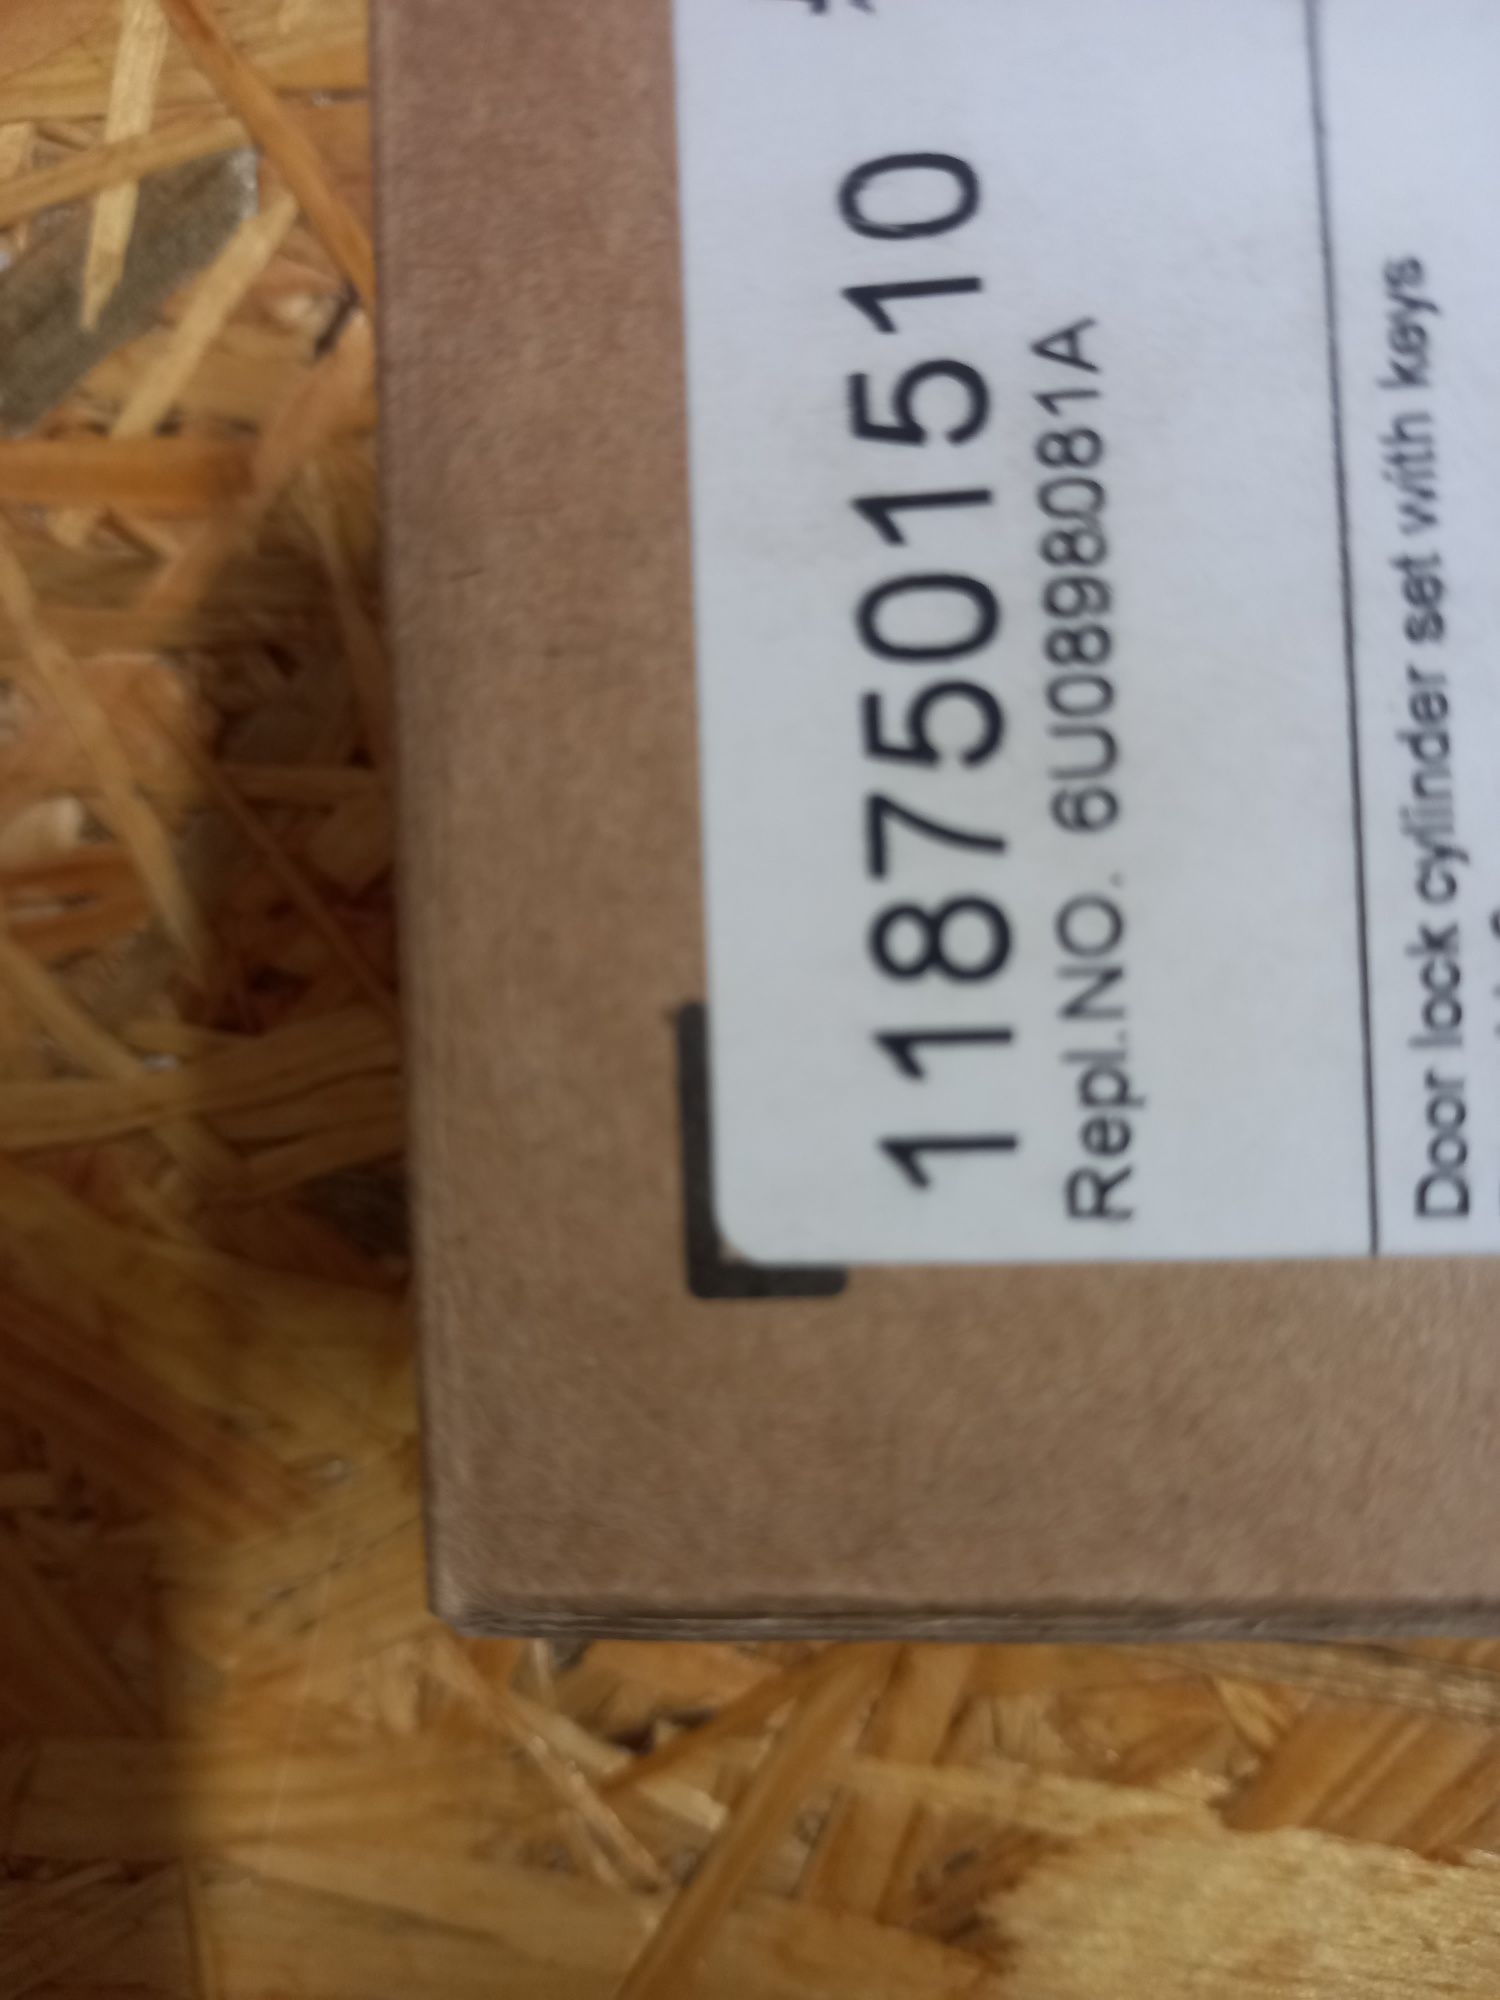 1187501510
Repl.NO. 6U0898081A
Door lock cylinder set with keys